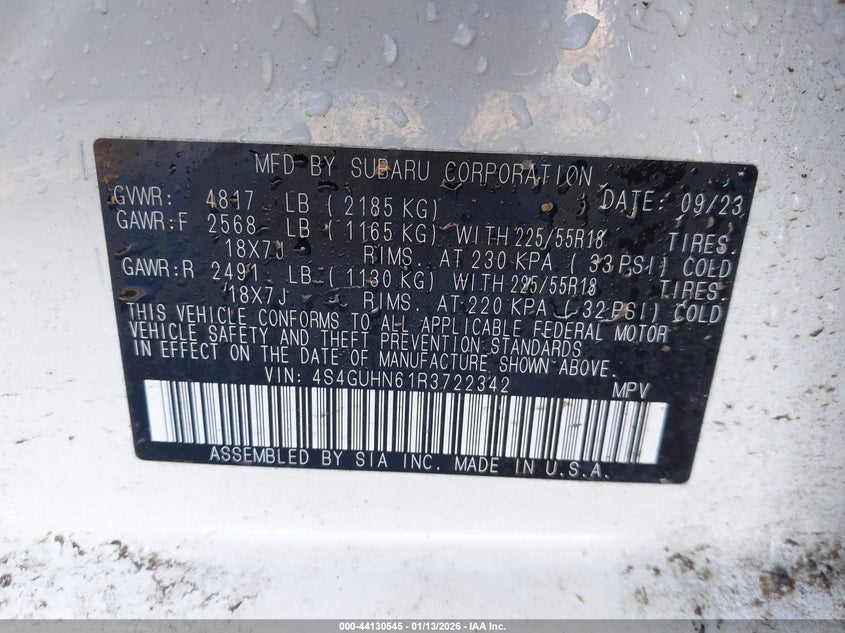 MFD BY SUBARU CORPORATION DATE: 09/23
GVWR: 4817 LB ( 2185 KG)
GAWR:F 2568 LB ( 1165 KG) WITH 225/55R18 TIRES.
18X7J RIMS. AT 230 KPA ( 33PSI) COLD
GAWR:R 2491 LB ( 1130 KG) WITH 225/55R18 TIRES.
18X7J RIMS. AT 220 KPA ( 32PSI) COLD
THIS VEHICLE CONFORMS TO ALL APPLICABLE FEDERAL MOTOR
VEHICLE SAFETY AND THEFT PREVENTION STANDARDS
IN EFFECT ON THE DATE OF MANUFACTURE SHOWN ABOVE.
VIN: 4S4GUHN61R3722342 MPV
ASSEMBLED BY SIA INC. MADE IN U.S.A.
000-44130545 - 01/13/2026 - IAA Inc.